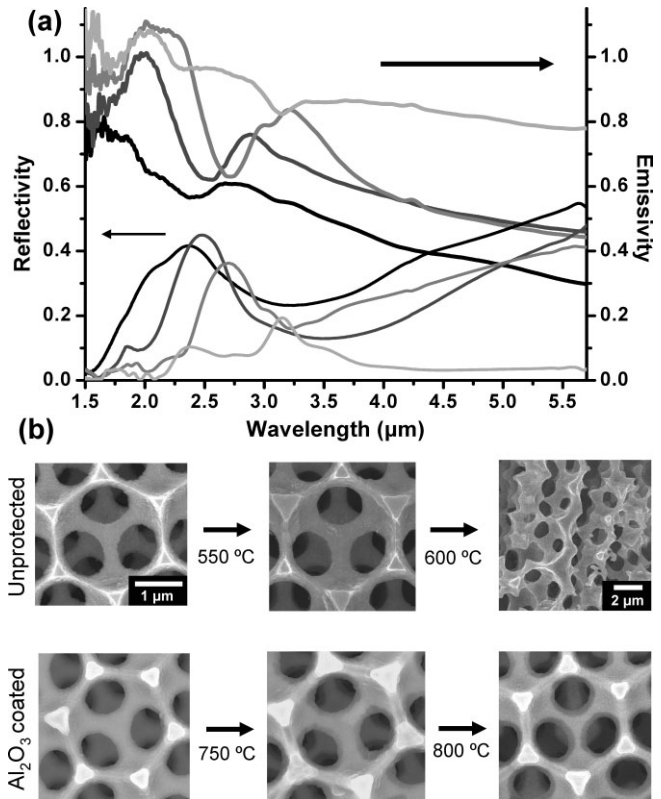 (a)
1.0
0.8
0.6
0.4
0.2
0.0
Reflectivity
1.0
0.8
0.6
0.4
0.2
0.0
Emissivity
1.5 2.0 2.5 3.0 3.5 4.0 4.5 5.0 5.5
Wavelength (µm)
(b)
Unprotected
1 µm
550 ºC
600 ºC
2 µm
Al₂O₃ coated
750 ºC
800 ºC